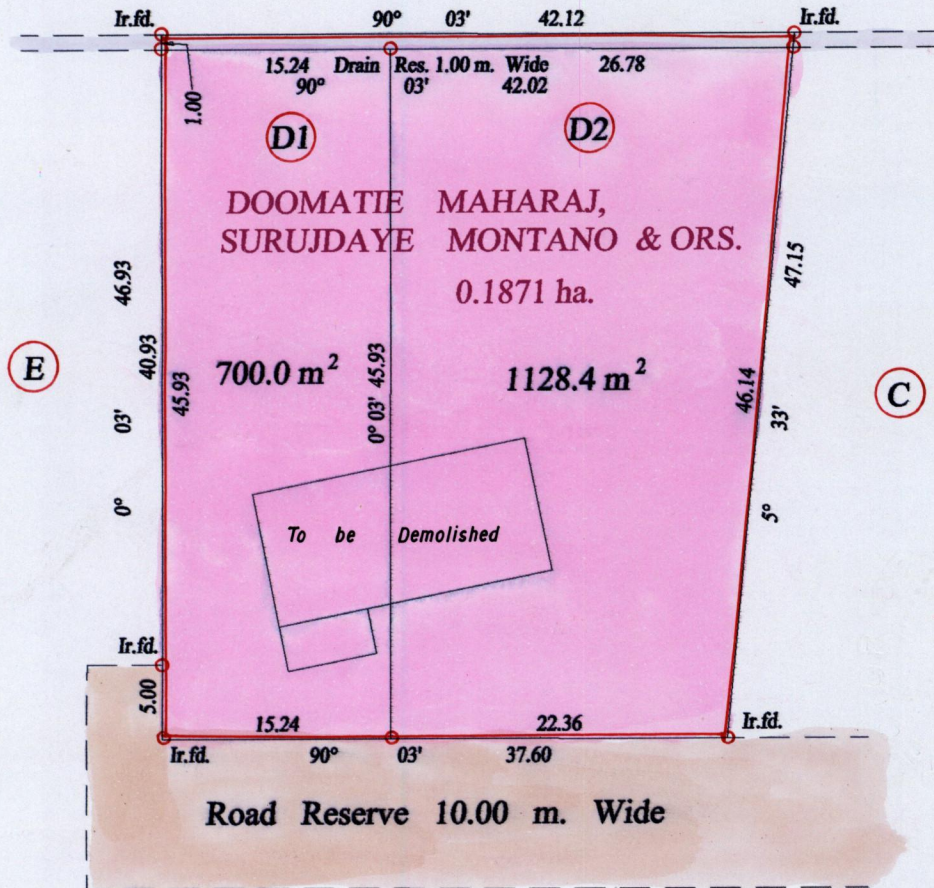 Ir.fd. 90° 03' 42.12 Ir.fd.
15.24 Drain Res. 1.00 m. Wide 26.78
90° 03' 42.02
1.00
D1 D2
DOOMATIE MAHARAJ,
SURUJDAYE MONTANO & ORS.
0.1871 ha.
0° 03' 46.93
40.93
45.93
0° 03' 45.93
46.14
5° 33' 47.15
E
C
700.0 m² 1128.4 m²
To be Demolished
Ir.fd.
5.00
15.24 22.36 Ir.fd.
Ir.fd. 90° 03' 37.60
Road Reserve 10.00 m. Wide